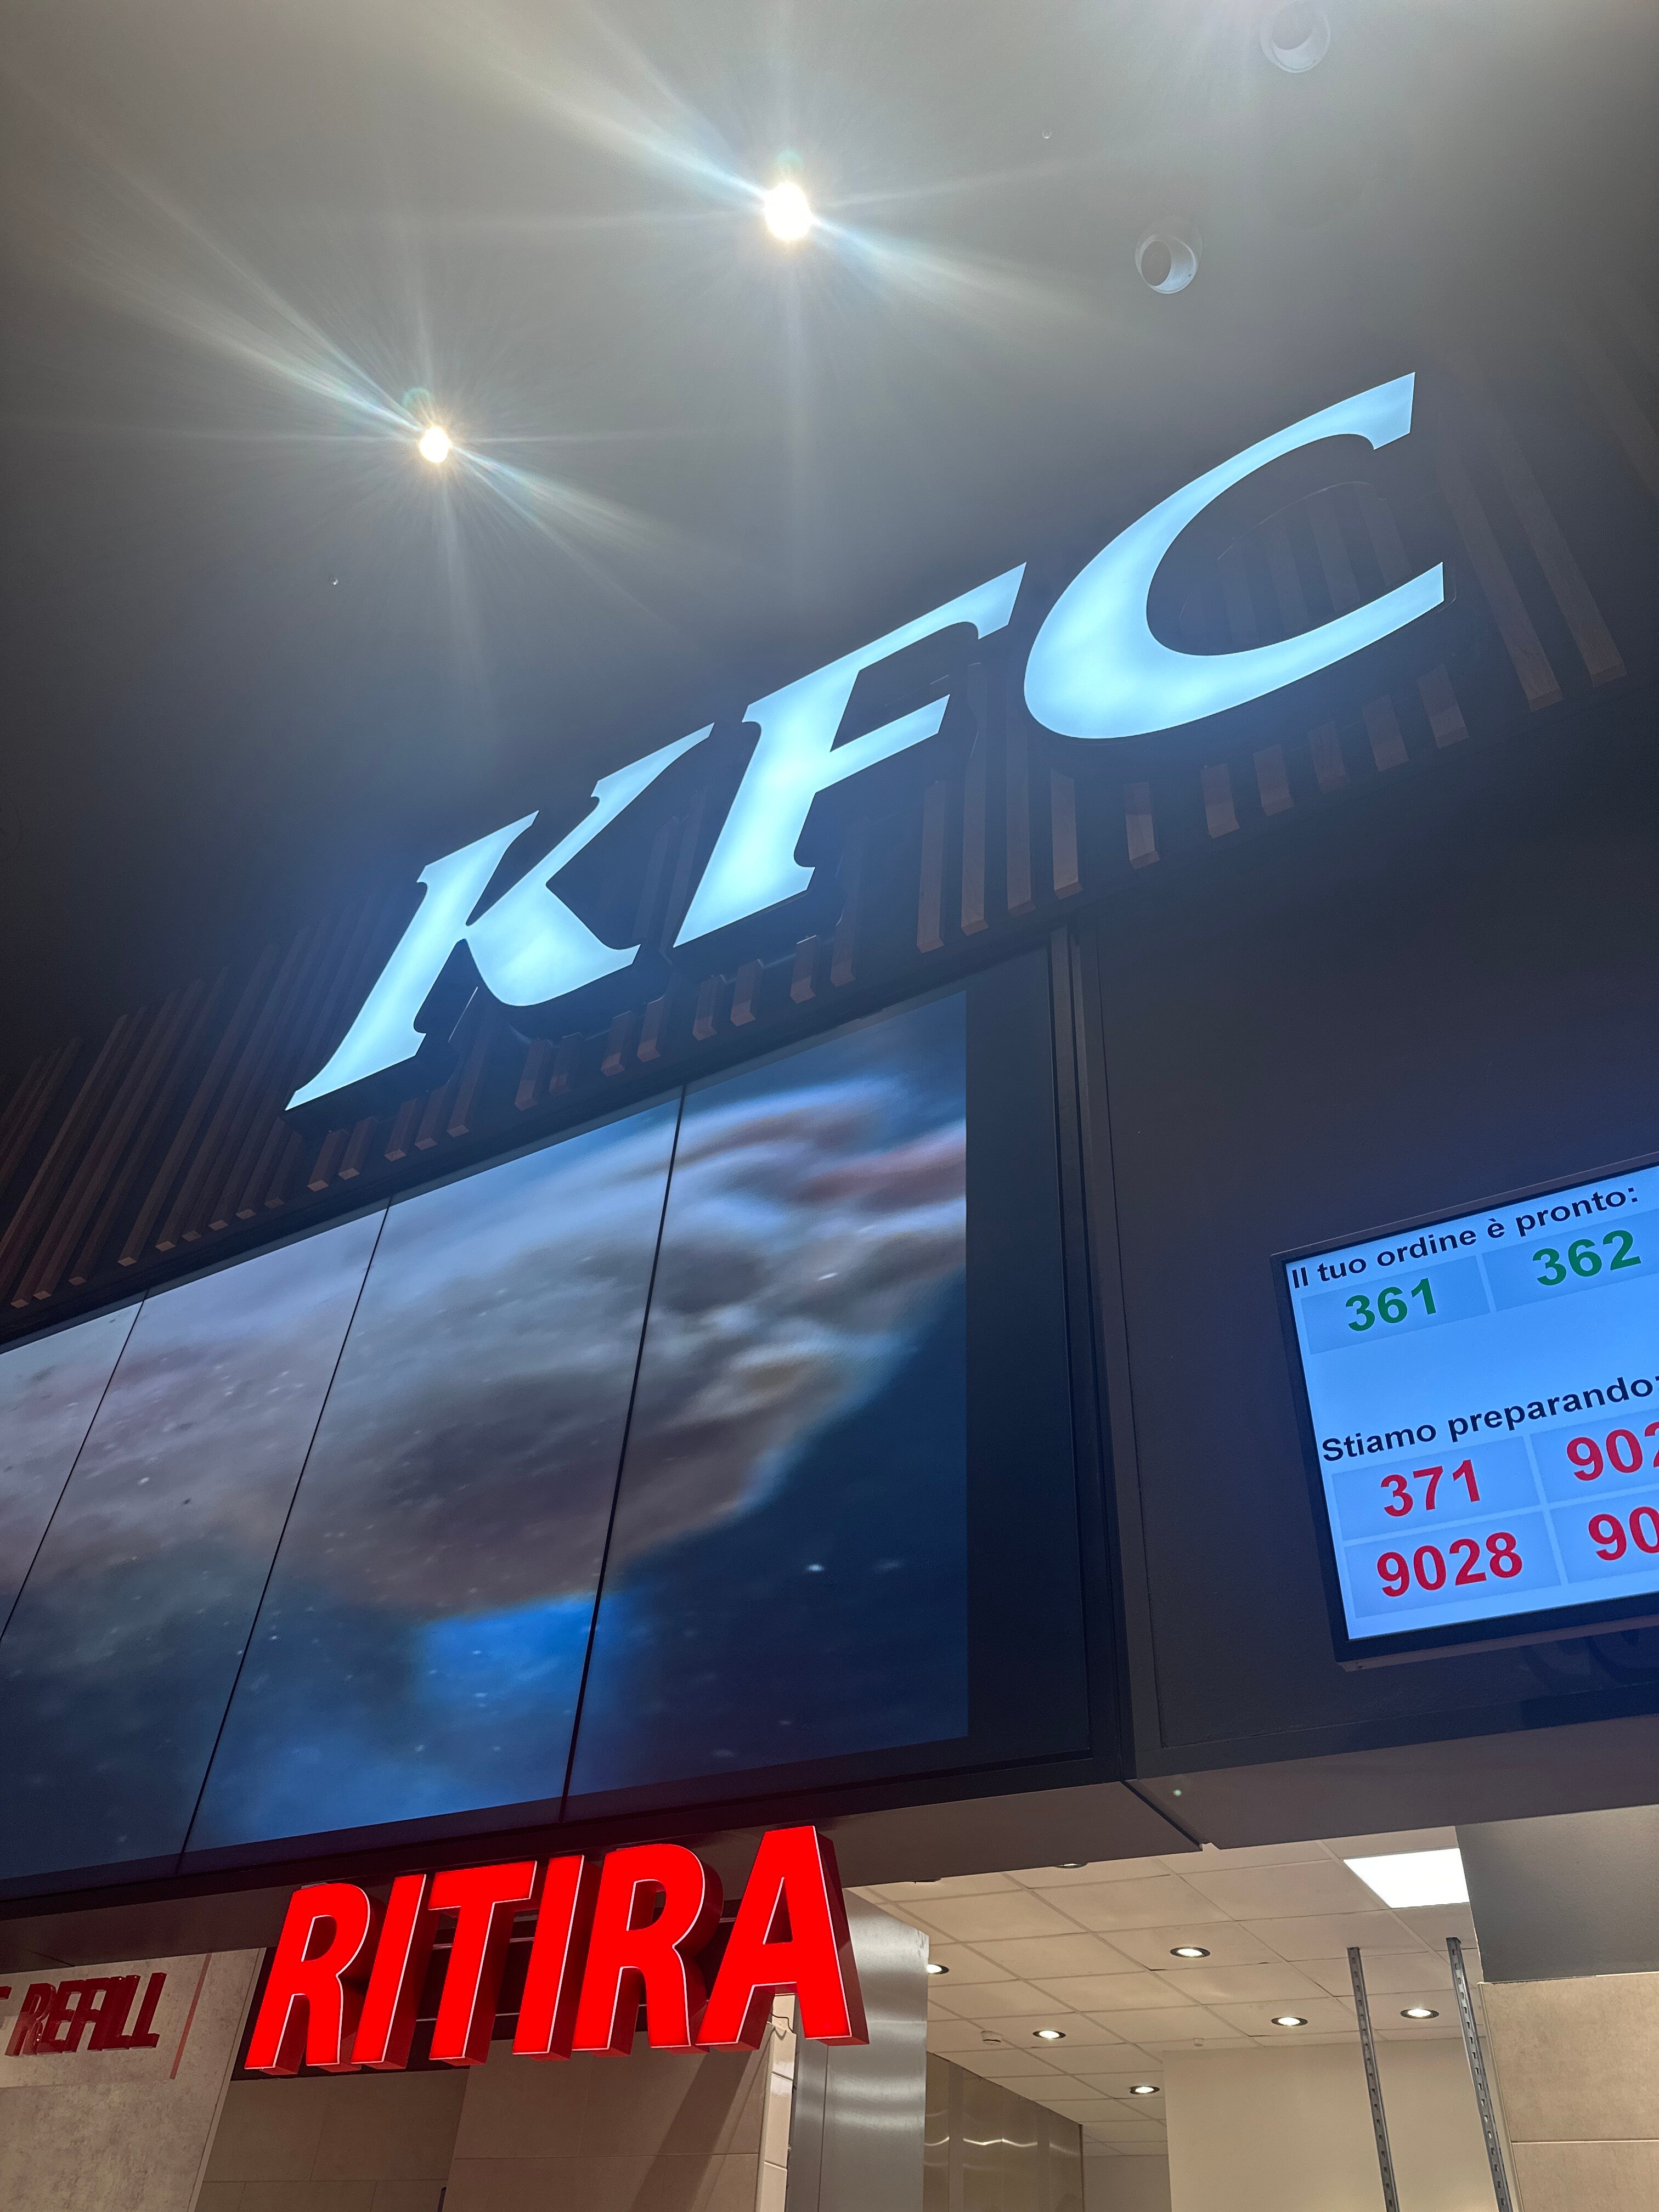 KFC
Il tuo ordine è pronto:
361 362
Stiamo preparando:
371
9028
RITIRA
REFILL